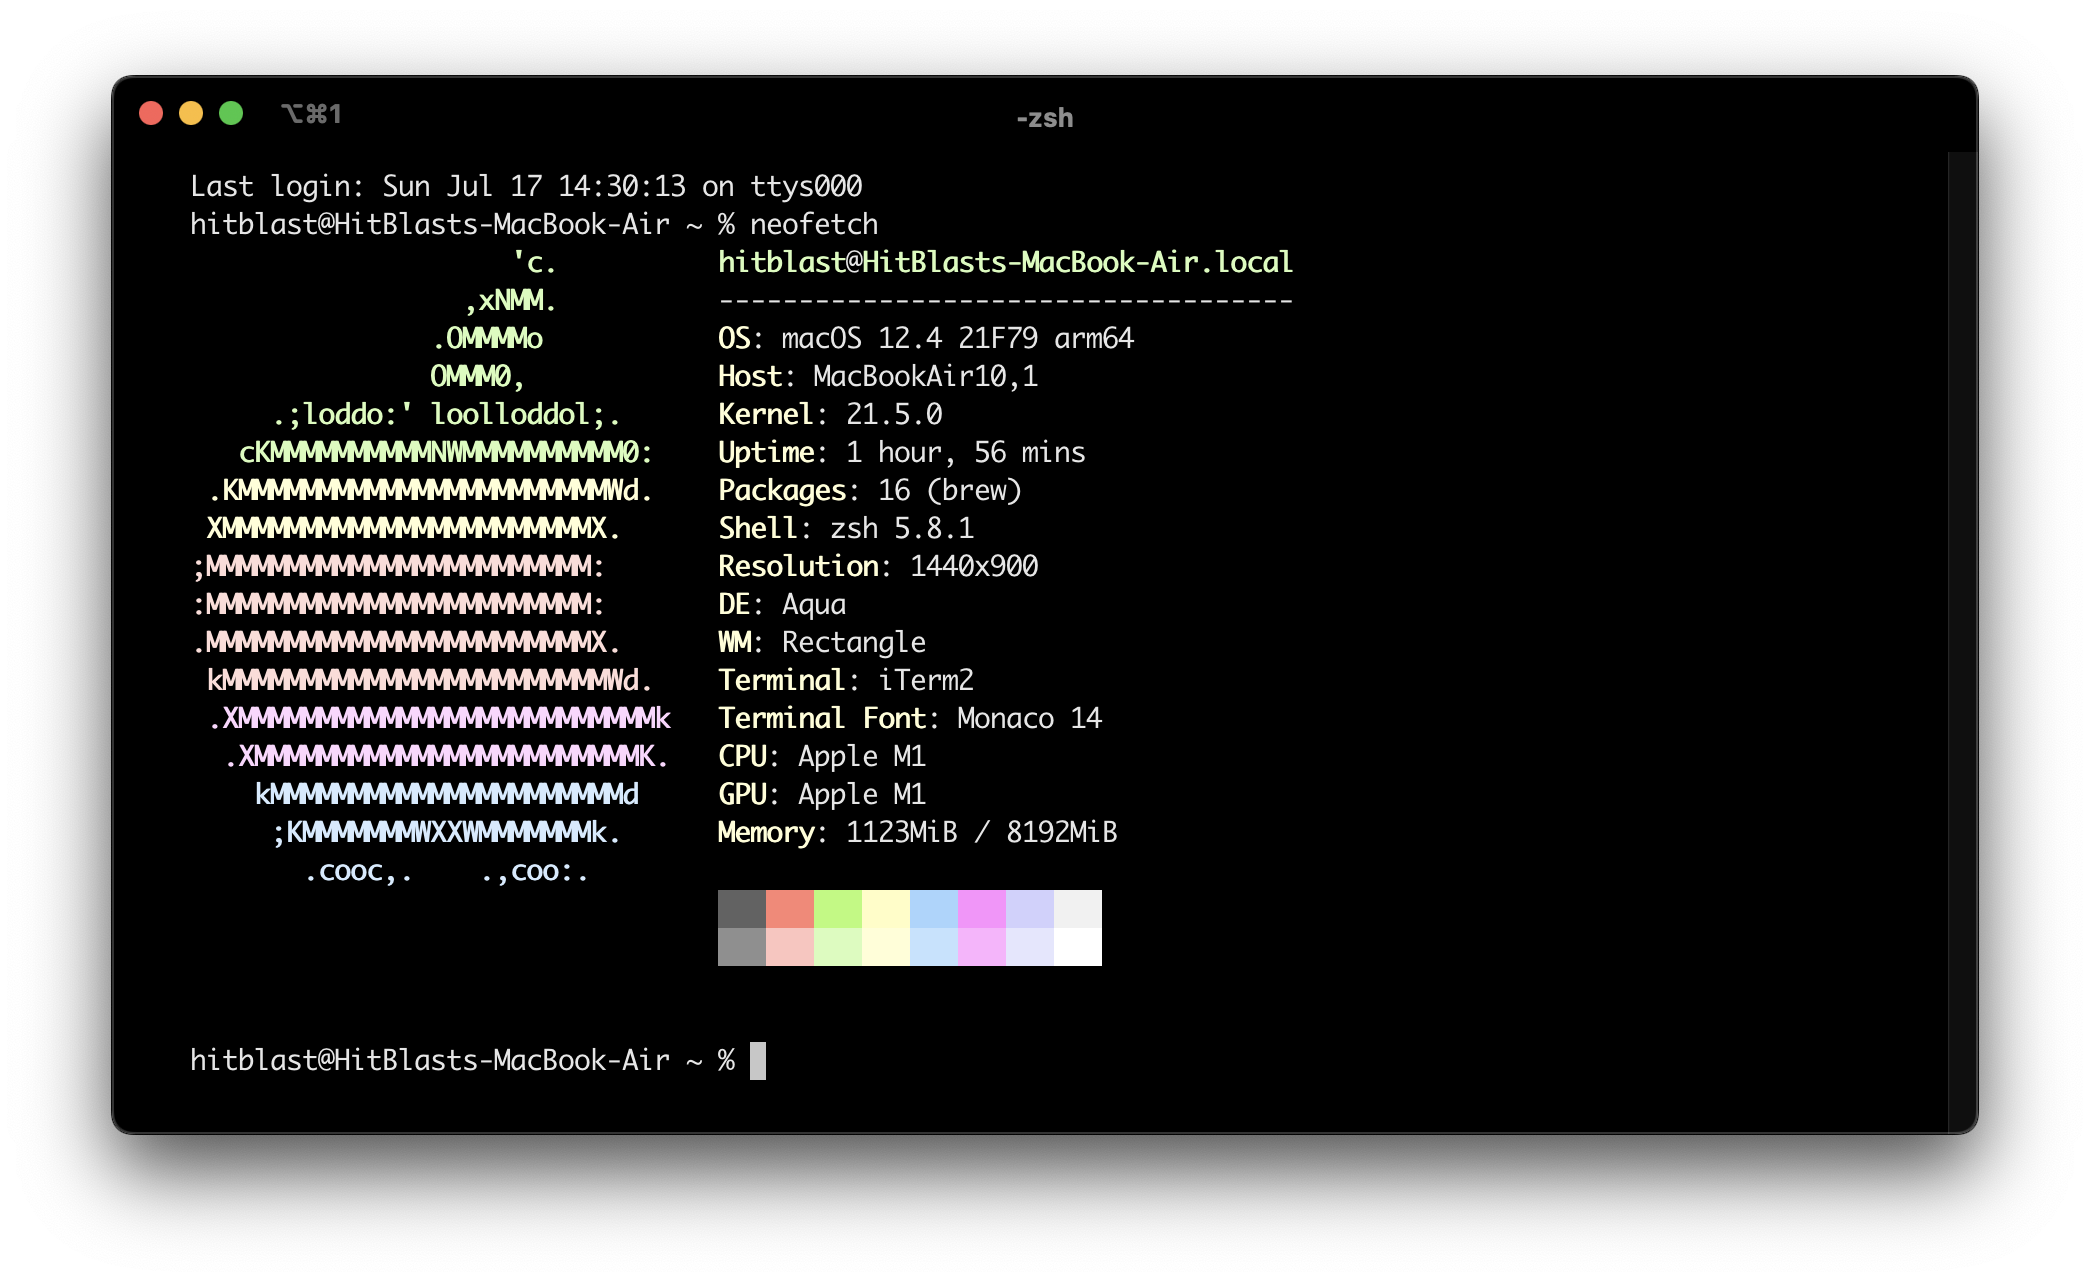 ⌥⌘1
-zsh
Last login: Sun Jul 17 14:30:13 on ttys000
hitblast@HitBlasts-MacBook-Air ~ % neofetch
                    'c.          hitblast@HitBlasts-MacBook-Air.local
                 ,xNMM.          ------------------------------------
               .OMMMMo           OS: macOS 12.4 21F79 arm64
               OMMM0,            Host: MacBookAir10,1
     .;loddo:' loolloddol;.      Kernel: 21.5.0
   cKMMMMMMMMMMNWMMMMMMMMMM0:    Uptime: 1 hour, 56 mins
 .KMMMMMMMMMMMMMMMMMMMMMMMWd.    Packages: 16 (brew)
 XMMMMMMMMMMMMMMMMMMMMMMMX.      Shell: zsh 5.8.1
;MMMMMMMMMMMMMMMMMMMMMMMM:       Resolution: 1440x900
:MMMMMMMMMMMMMMMMMMMMMMMM:       DE: Aqua
.MMMMMMMMMMMMMMMMMMMMMMMMX.      WM: Rectangle
 kMMMMMMMMMMMMMMMMMMMMMMMMWd.    Terminal: iTerm2
 .XMMMMMMMMMMMMMMMMMMMMMMMMMMk   Terminal Font: Monaco 14
  .XMMMMMMMMMMMMMMMMMMMMMMMMK.   CPU: Apple M1
    kMMMMMMMMMMMMMMMMMMMMMMd     GPU: Apple M1
     ;KMMMMMMMWXXWMMMMMMMk.      Memory: 1123MiB / 8192MiB
       .cooc,.    .,coo:.
hitblast@HitBlasts-MacBook-Air ~ %